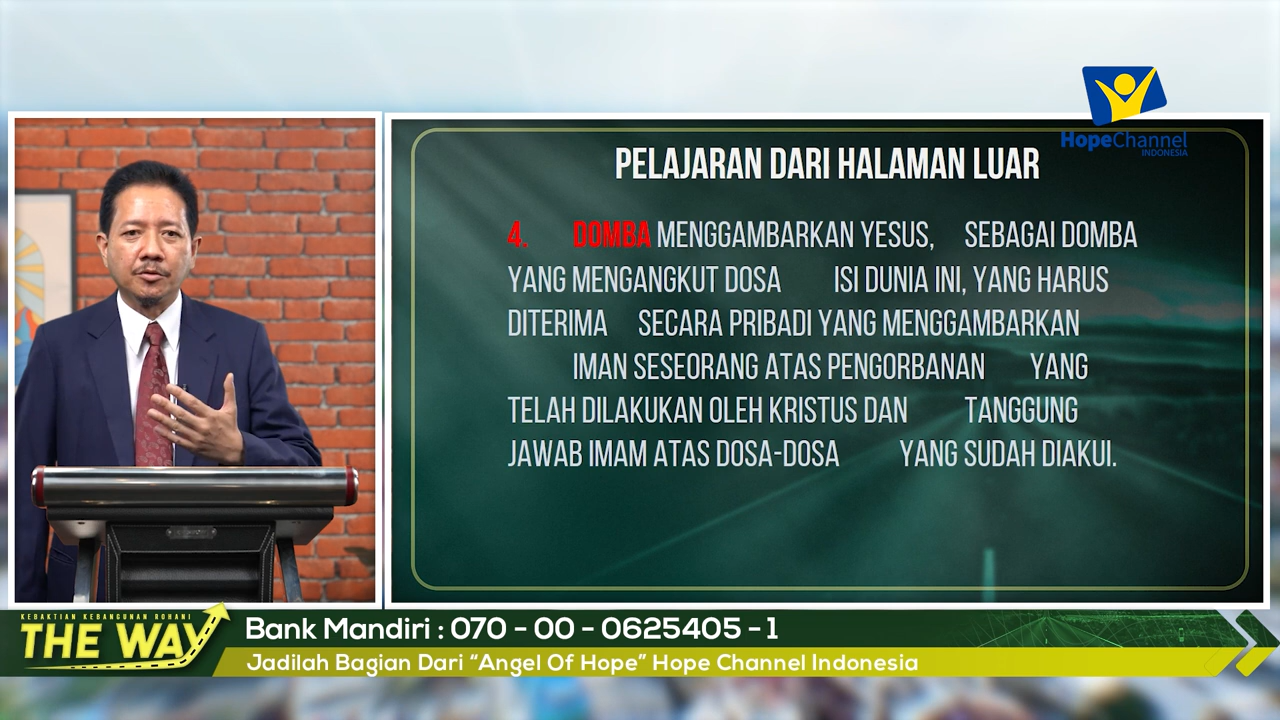 HopeChannel
INDONESIA
PELAJARAN DARI HALAMAN LUAR
4. DOMBA MENGGAMBARKAN YESUS, SEBAGAI DOMBA
YANG MENGANGKUT DOSA ISI DUNIA INI, YANG HARUS
DITERIMA SECARA PRIBADI YANG MENGGAMBARKAN
IMAN SESEORANG ATAS PENGORBANAN YANG
TELAH DILAKUKAN OLEH KRISTUS DAN TANGGUNG
JAWAB IMAM ATAS DOSA-DOSA YANG SUDAH DIAKUI.
KEBAKTIAN KEBANGUNAN ROHANI
THE WAY
Bank Mandiri : 070 - 00 - 0625405 - 1
Jadilah Bagian Dari “Angel Of Hope” Hope Channel Indonesia